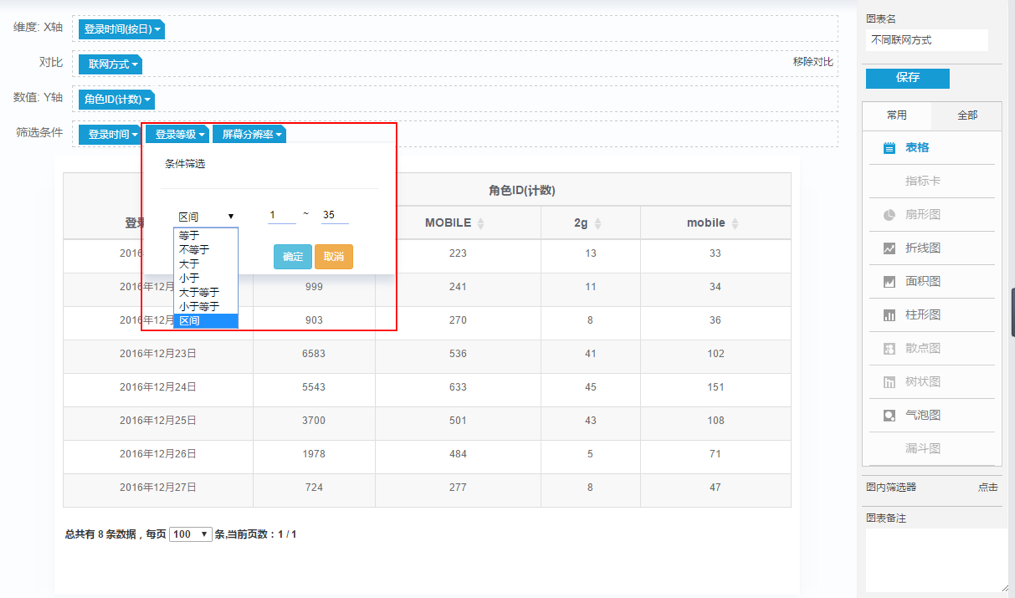 维度: X轴 登录时间(按日)
对比 联网方式 移除对比
数值: Y轴 角色ID(计数)
筛选条件 登录时间 登录等级 屏幕分辨率
条件筛选
区间 1 ~ 35
等于
不等于
大于
小于
大于等于
小于等于
区间
确定 取消
角色ID(计数)
登录 MOBILE 2g mobile
2016年 223 13 33
2016年12月 999 241 11 34
2016年12月 903 270 8 36
2016年12月23日 6583 536 41 102
2016年12月24日 5543 633 45 151
2016年12月25日 3700 501 43 108
2016年12月26日 1978 484 5 71
2016年12月27日 724 277 8 47
总共有 8 条数据，每页 100 条,当前页数：1 / 1
图表名
不同联网方式
保存
常用 全部
表格
指标卡
扇形图
折线图
面积图
柱形图
散点图
树状图
气泡图
漏斗图
图内筛选器 点击
图表备注